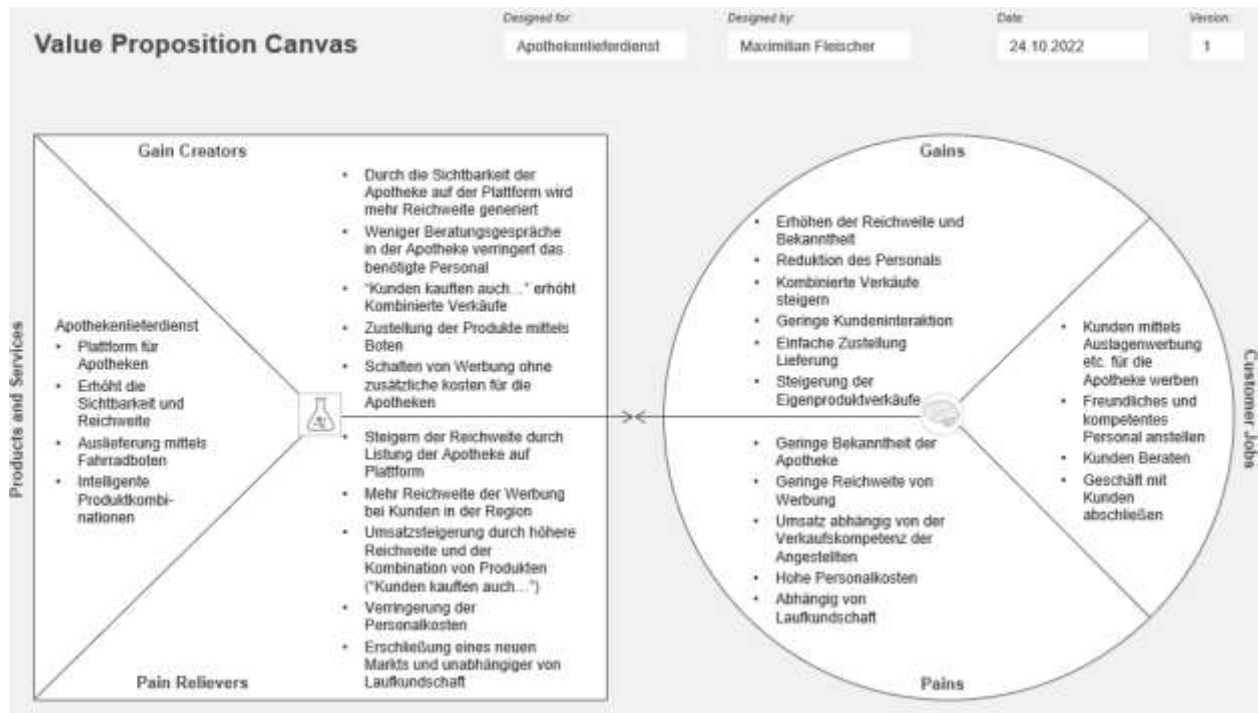 Value Proposition Canvas
Designed for:
Apothekenlieferdienst
Designed by:
Maximilian Fleischer
Date:
24.10.2022
Version:
1
Products and Services
Gain Creators
• Durch die Sichtbarkeit der
Apotheke auf der Plattform wird
mehr Reichweite generiert
• Weniger Beratungsgespräche
in der Apotheke verringert das
benötigte Personal
• "Kunden kauften auch…" erhöht
Kombinierte Verkäufe
• Zustellung der Produkte mittels
Boten
• Schalten von Werbung ohne
zusätzliche kosten für die
Apotheken
Apothekenlieferdienst
• Plattform für
Apotheken
• Erhöht die
Sichtbarkeit und
Reichweite
• Auslieferung mittels
Fahrradboten
• Intelligente
Produktkombi-
nationen
• Steigern der Reichweite durch
Listung der Apotheke auf
Plattform
• Mehr Reichweite der Werbung
bei Kunden in der Region
• Umsatzsteigerung durch höhere
Reichweite und der
Kombination von Produkten
("Kunden kauften auch…")
• Verringerung der
Personalkosten
• Erschließung eines neuen
Markts und unabhängiger von
Laufkundschaft
Pain Relievers
Gains
• Erhöhen der Reichweite und
Bekanntheit
• Reduktion des Personals
• Kombinierte Verkäufe
steigern
• Geringe Kundeninteraktion
• Einfache Zustellung
Lieferung
• Steigerung der
Eigenproduktverkäufe
• Kunden mittels
Auslagenwerbung
etc. für die
Apotheke werben
• Freundliches und
kompetentes
Personal anstellen
• Kunden Beraten
• Geschäft mit
Kunden
abschließen
Customer Jobs
• Geringe Bekanntheit der
Apotheke
• Geringe Reichweite von
Werbung
• Umsatz abhängig von der
Verkaufskompetenz der
Angestellten
• Hohe Personalkosten
• Abhängig von
Laufkundschaft
Pains